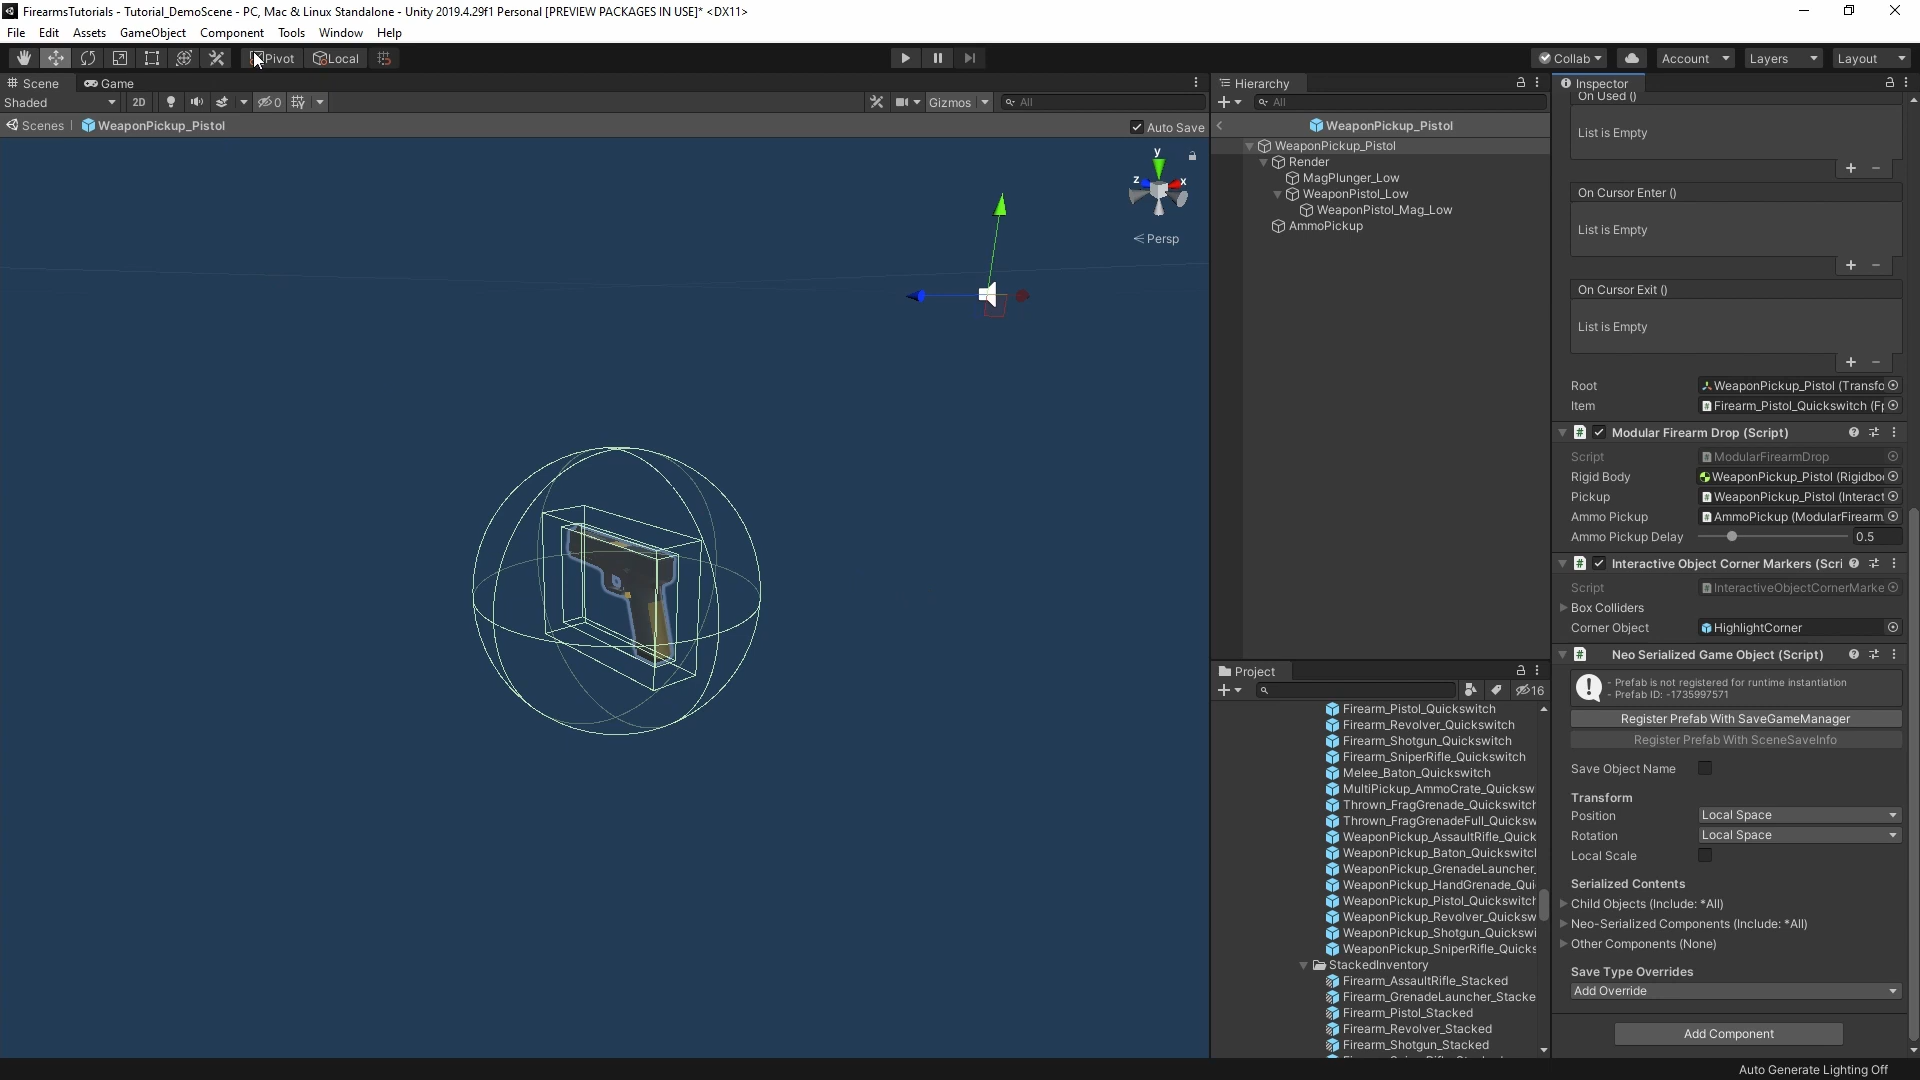 FirearmsTutorials - Tutorial_DemoScene - PC, Mac & Linux Standalone - Unity 2019.4.29f1 Personal [PREVIEW PACKAGES IN USE]* <DX11>
File Edit Assets GameObject Component Tools Window Help
Pivot Local Collab Account Layers Layout
Scene Game
Shaded 2D 0 Gizmos All
Scenes WeaponPickup_Pistol Auto Save
y
z x
Persp
Hierarchy
All
WeaponPickup_Pistol
WeaponPickup_Pistol
Render
MagPlunger_Low
WeaponPistol_Low
WeaponPistol_Mag_Low
AmmoPickup
Project
16
Firearm_Pistol_Quickswitch
Firearm_Revolver_Quickswitch
Firearm_Shotgun_Quickswitch
Firearm_SniperRifle_Quickswitch
Melee_Baton_Quickswitch
MultiPickup_AmmoCrate_Quicksw
Thrown_FragGrenade_Quickswitch
Thrown_FragGrenadeFull_Quicksw
WeaponPickup_AssaultRifle_Quick
WeaponPickup_Baton_Quickswitcl
WeaponPickup_GrenadeLauncher_
WeaponPickup_HandGrenade_Qui
WeaponPickup_Pistol_Quickswitch
WeaponPickup_Revolver_Quicksw
WeaponPickup_Shotgun_Quickswi
WeaponPickup_SniperRifle_Quicks
StackedInventory
Firearm_AssaultRifle_Stacked
Firearm_GrenadeLauncher_Stacke
Firearm_Pistol_Stacked
Firearm_Revolver_Stacked
Firearm_Shotgun_Stacked
Inspector
On Used ()
List is Empty
On Cursor Enter ()
List is Empty
On Cursor Exit ()
List is Empty
Root WeaponPickup_Pistol (Transfo
Item Firearm_Pistol_Quickswitch (Fp
Modular Firearm Drop (Script)
Script ModularFirearmDrop
Rigid Body WeaponPickup_Pistol (Rigidbo
Pickup WeaponPickup_Pistol (Interact
Ammo Pickup AmmoPickup (ModularFirearm
Ammo Pickup Delay 0.5
Interactive Object Corner Markers (Scri
Script InteractiveObjectCornerMarke
Box Colliders
Corner Object HighlightCorner
Neo Serialized Game Object (Script)
- Prefab is not registered for runtime instantiation
- Prefab ID: -1735997571
Register Prefab With SaveGameManager
Register Prefab With SceneSaveInfo
Save Object Name
Transform
Position Local Space
Rotation Local Space
Local Scale
Serialized Contents
Child Objects (Include: *All)
Neo-Serialized Components (Include: *All)
Other Components (None)
Save Type Overrides
Add Override
Add Component
Auto Generate Lighting Off